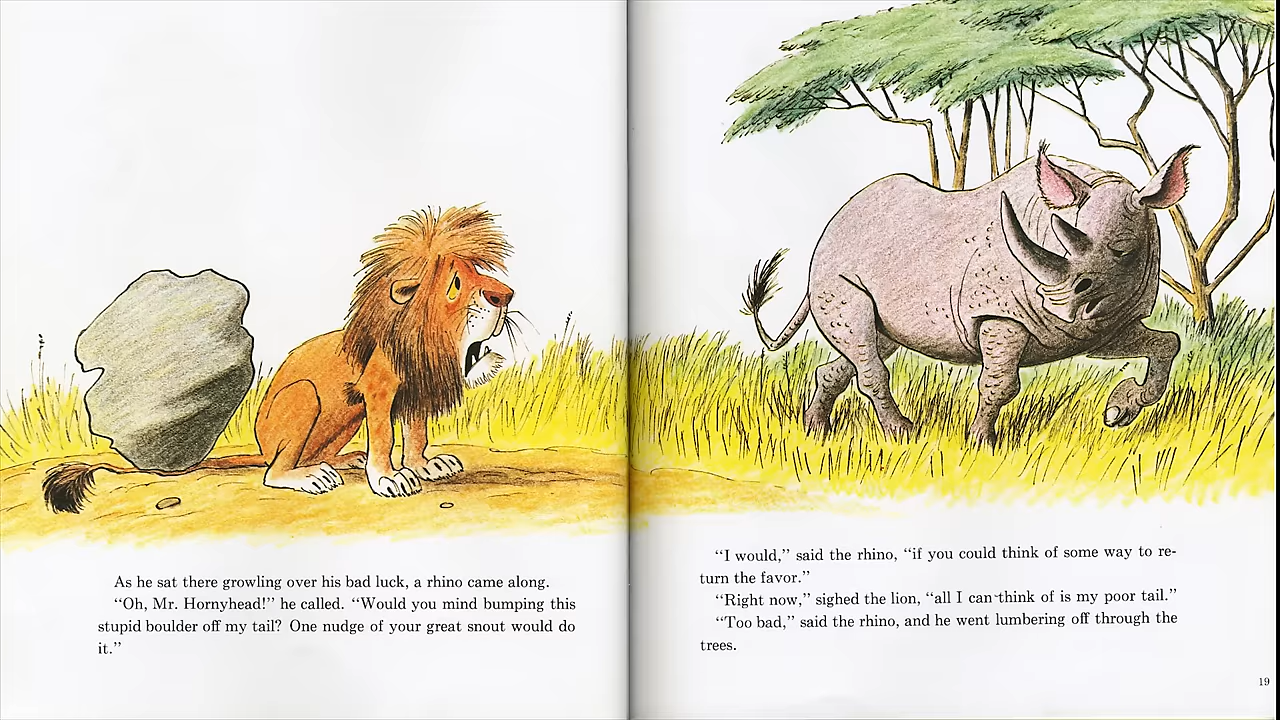 As he sat there growling over his bad luck, a rhino came along.
“Oh, Mr. Hornyhead!” he called. “Would you mind bumping this
stupid boulder off my tail? One nudge of your great snout would do
it.”
“I would,” said the rhino, “if you could think of some way to re-
turn the favor.”
“Right now,” sighed the lion, “all I can think of is my poor tail.”
“Too bad,” said the rhino, and he went lumbering off through the
trees.
19